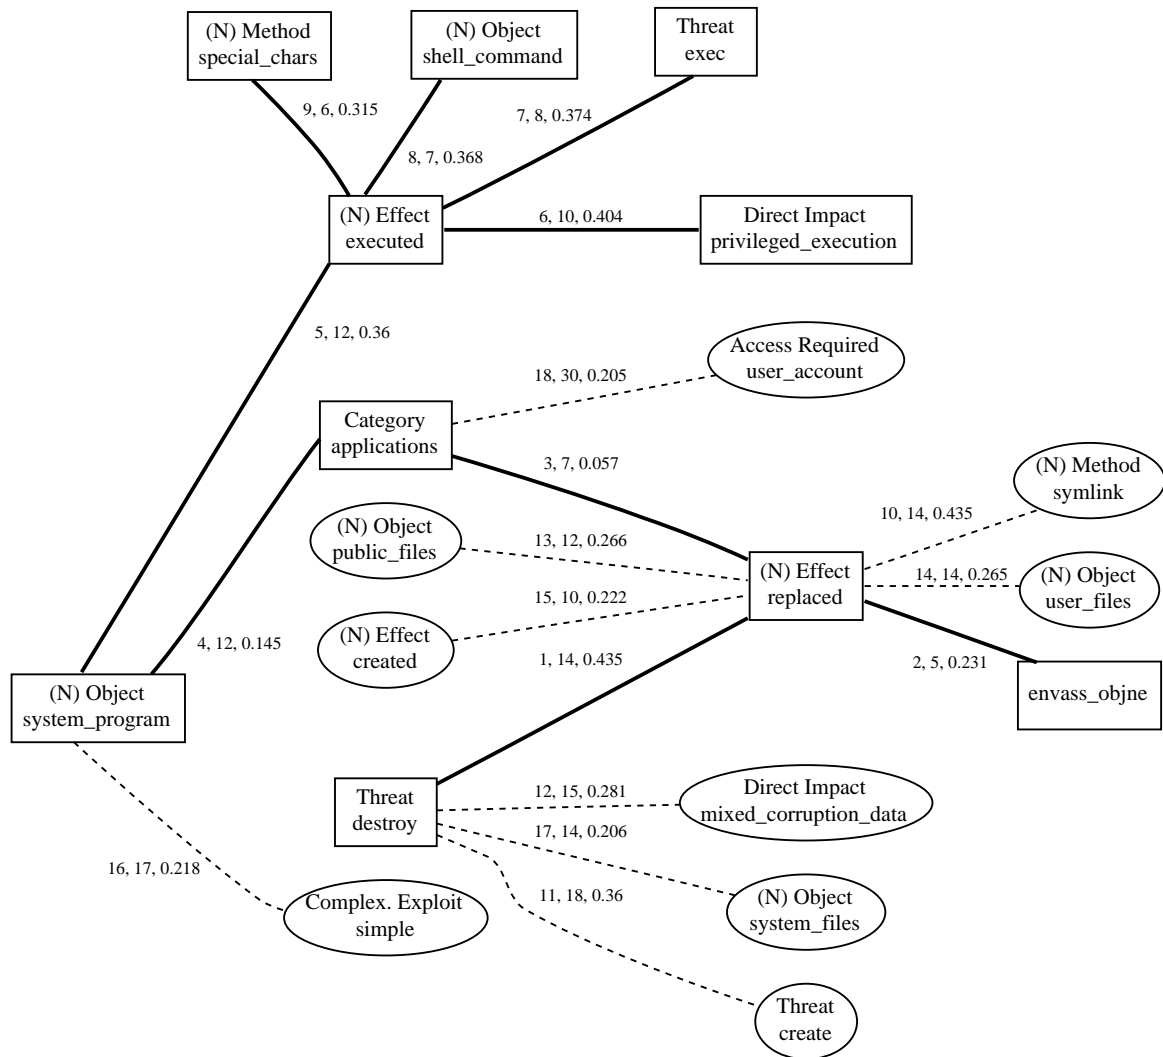 (N) Method
special_chars
(N) Object
shell_command
Threat
exec
9, 6, 0.315
8, 7, 0.368
7, 8, 0.374
(N) Effect
executed
6, 10, 0.404
Direct Impact
privileged_execution
5, 12, 0.36
Access Required
user_account
18, 30, 0.205
Category
applications
3, 7, 0.057
(N) Method
symlink
10, 14, 0.435
(N) Object
public_files
13, 12, 0.266
(N) Effect
replaced
14, 14, 0.265
(N) Object
user_files
15, 10, 0.222
(N) Effect
created
4, 12, 0.145
1, 14, 0.435
2, 5, 0.231
(N) Object
system_program
envass_objne
Threat
destroy
12, 15, 0.281
Direct Impact
mixed_corruption_data
17, 14, 0.206
16, 17, 0.218
11, 18, 0.36
Complex. Exploit
simple
(N) Object
system_files
Threat
create